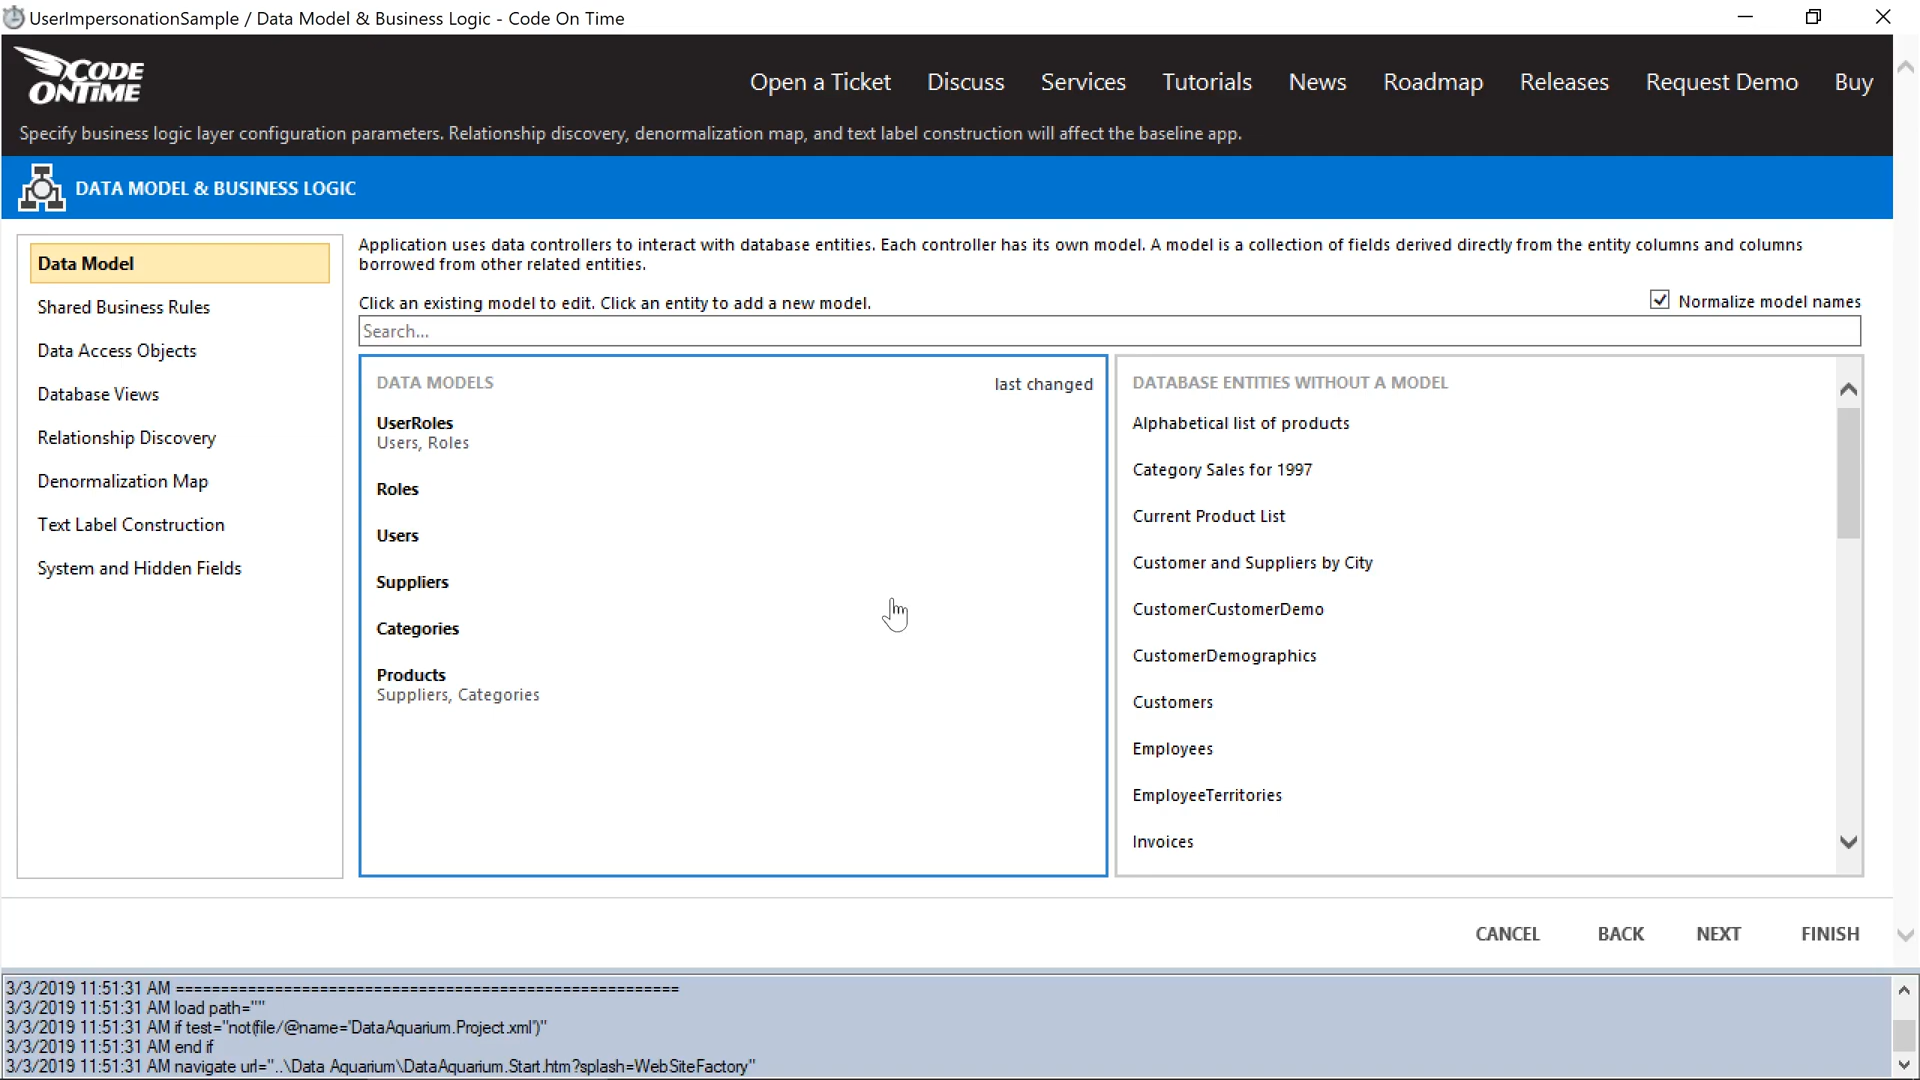 UserImpersonationSample / Data Model & Business Logic - Code On Time
CODE
ONTIME
Open a Ticket
Discuss
Services
Tutorials
News
Roadmap
Releases
Request Demo
Buy
Specify business logic layer configuration parameters. Relationship discovery, denormalization map, and text label construction will affect the baseline app.
DATA MODEL & BUSINESS LOGIC
Data Model
Shared Business Rules
Data Access Objects
Database Views
Relationship Discovery
Denormalization Map
Text Label Construction
System and Hidden Fields
Application uses data controllers to interact with database entities. Each controller has its own model. A model is a collection of fields derived directly from the entity columns and columns
borrowed from other related entities.
Click an existing model to edit. Click an entity to add a new model.
Normalize model names
Search...
DATA MODELS
last changed
UserRoles
Users, Roles
Roles
Users
Suppliers
Categories
Products
Suppliers, Categories
DATABASE ENTITIES WITHOUT A MODEL
Alphabetical list of products
Category Sales for 1997
Current Product List
Customer and Suppliers by City
CustomerCustomerDemo
CustomerDemographics
Customers
Employees
EmployeeTerritories
Invoices
CANCEL
BACK
NEXT
FINISH
3/3/2019 11:51:31 AM ========================================================
3/3/2019 11:51:31 AM load path=""
3/3/2019 11:51:31 AM if test="not(file/@name='DataAquarium.Project.xml')"
3/3/2019 11:51:31 AM end if
3/3/2019 11:51:31 AM navigate url="..\Data Aquarium\DataAquarium.Start.htm?splash=WebSiteFactory"